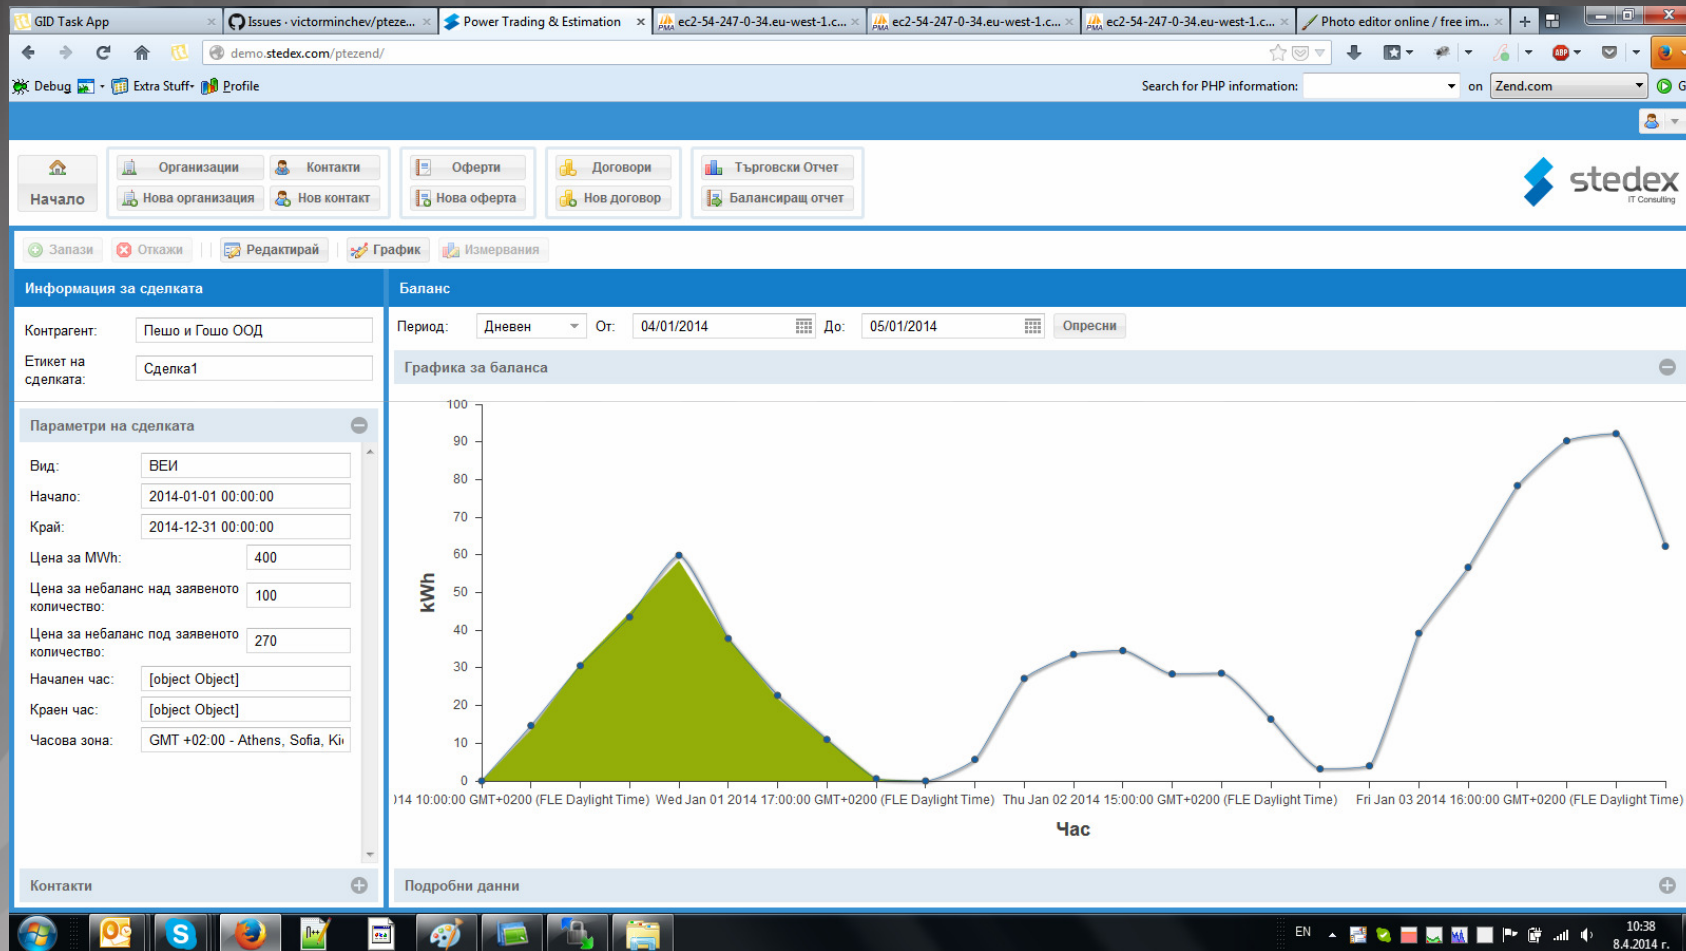 GID Task App
Issues · victorminchev/pteze...
Power Trading & Estimation
ec2-54-247-0-34.eu-west-1.c...
ec2-54-247-0-34.eu-west-1.c...
ec2-54-247-0-34.eu-west-1.c...
Photo editor online / free im...
demo.stedex.com/ptezend/
Debug
Extra Stuff
Profile
Search for PHP information:
on
Zend.com
G
Начало
Организации
Контакти
Оферти
Договори
Търговски Отчет
Нова организация
Нов контакт
Нова оферта
Нов договор
Балансиращ отчет
stedex
IT Consulting
Запази
Откажи
Редактирай
График
Измервания
Информация за сделката
Контрагент:
Пешо и Гошо ООД
Етикет на
сделката:
Сделка1
Параметри на сделката
Вид:
ВЕИ
Начало:
2014-01-01 00:00:00
Край:
2014-12-31 00:00:00
Цена за MWh:
400
Цена за небаланс над заявеното
количество:
100
Цена за небаланс под заявеното
количество:
270
Начален час:
[object Object]
Краен час:
[object Object]
Часова зона:
GMT +02:00 - Athens, Sofia, Ki
Контакти
Баланс
Период:
Дневен
От:
04/01/2014
До:
05/01/2014
Опресни
Графика за баланса
100
90
80
70
60
50
40
30
20
10
0
kWh
014 10:00:00 GMT+0200 (FLE Daylight Time)
Wed Jan 01 2014 17:00:00 GMT+0200 (FLE Daylight Time)
Thu Jan 02 2014 15:00:00 GMT+0200 (FLE Daylight Time)
Fri Jan 03 2014 16:00:00 GMT+0200 (FLE Daylight Time)
Час
Подробни данни
EN
10:38
8.4.2014 г.